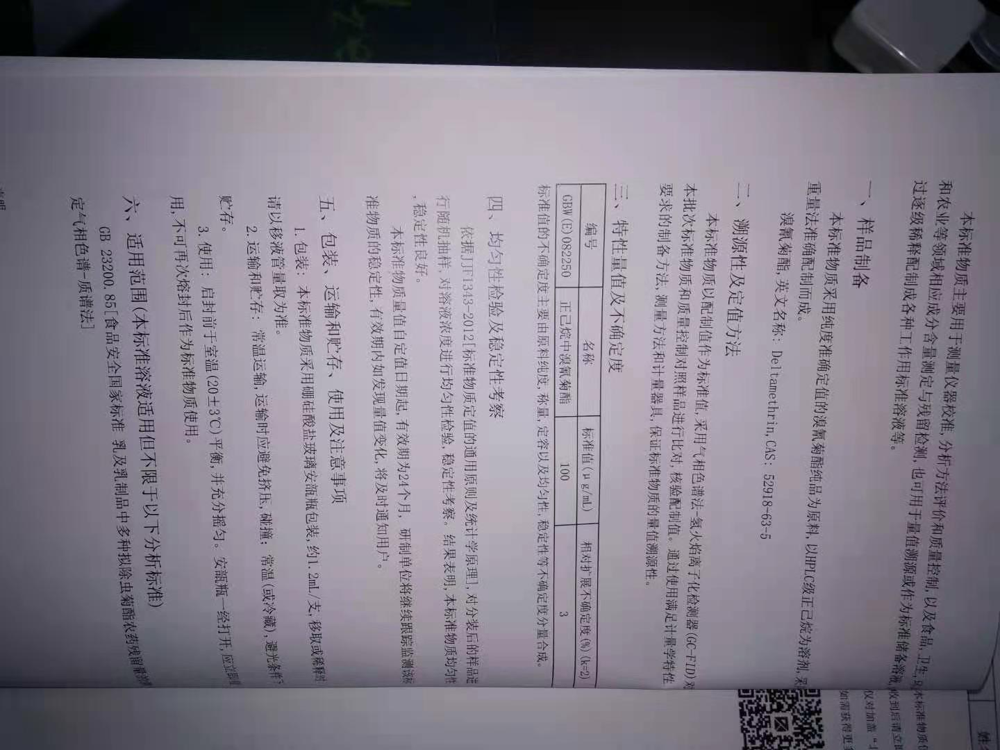 本标准物质主要用于测量仪器校准, 分析方法评价和质量控制, 以及食品, 卫生,
和农业等领域相应成分含量测定与残留检测, 也可用于量值溯源或作为标准储备溶液,
过逐级稀释配制成各种工作用标准溶液等。
一、样品制备
本标准物质采用纯度准确定值的溴氰菊酯纯品为原料, 以HPLC级正己烷为溶剂, 采
重量法准确配制而成。
溴氰菊酯, 英文名称: Deltamethrin, CAS: 52918-63-5
二、溯源性及定值方法
本标准物质以配制值作为标准值, 采用气相色谱法-氢火焰离子化检测器(GC-FID)对
本批次标准物质和质量控制对照样品进行比对, 核验配制值。通过使用满足计量学特性
要求的制备方法, 测量方法和计量器具, 保证标准物质的量值溯源性。
三、特性量值及不确定度
编号 名称 标准值(μg/mL) 相对扩展不确定度(%)(k=2)
GBW(E)082250 正己烷中溴氰菊酯 100 3
标准值的不确定度主要由原料纯度, 称量, 定容以及均匀性, 稳定性等不确定度分量合成。
四、均匀性检验及稳定性考察
依据JJF1343-2012[标准物质定值的通用原则及统计学原理], 对分装后的样品进
行随机抽样, 对溶液浓度进行均匀性检验, 稳定性考察。结果表明, 本标准物质均匀性
, 稳定性良好。
本标准物质量值自定值日期起, 有效期为24个月, 研制单位将继续跟踪监测该标
准物质的稳定性, 有效期内如发现量值变化, 将及时通知用户。
五、包装、运输和贮存、使用及注意事项
1. 包装: 本标准物质采用硼硅酸盐玻璃安瓿瓶包装, 约1.2mL/支, 移取或稀释时
请以移液管量取为准。
2. 运输和贮存: 常温运输, 运输时应避免挤压, 碰撞; 常温(或冷藏), 避光条件下
贮存。
3. 使用: 启封前于室温(20±3℃)平衡, 并充分摇匀。安瓿瓶一经打开, 应立即使
用, 不可再次熔封后作为标准物质使用。
六、适用范围(本标准溶液适用但不限于以下分析标准)
GB 23200.85[食品安全国家标准 乳及乳制品中多种拟除虫菊酯农药残留量的测
定气相色谱-质谱法]
本标准物质仅
收到后请立即
仅对加盖“
如需获得更多